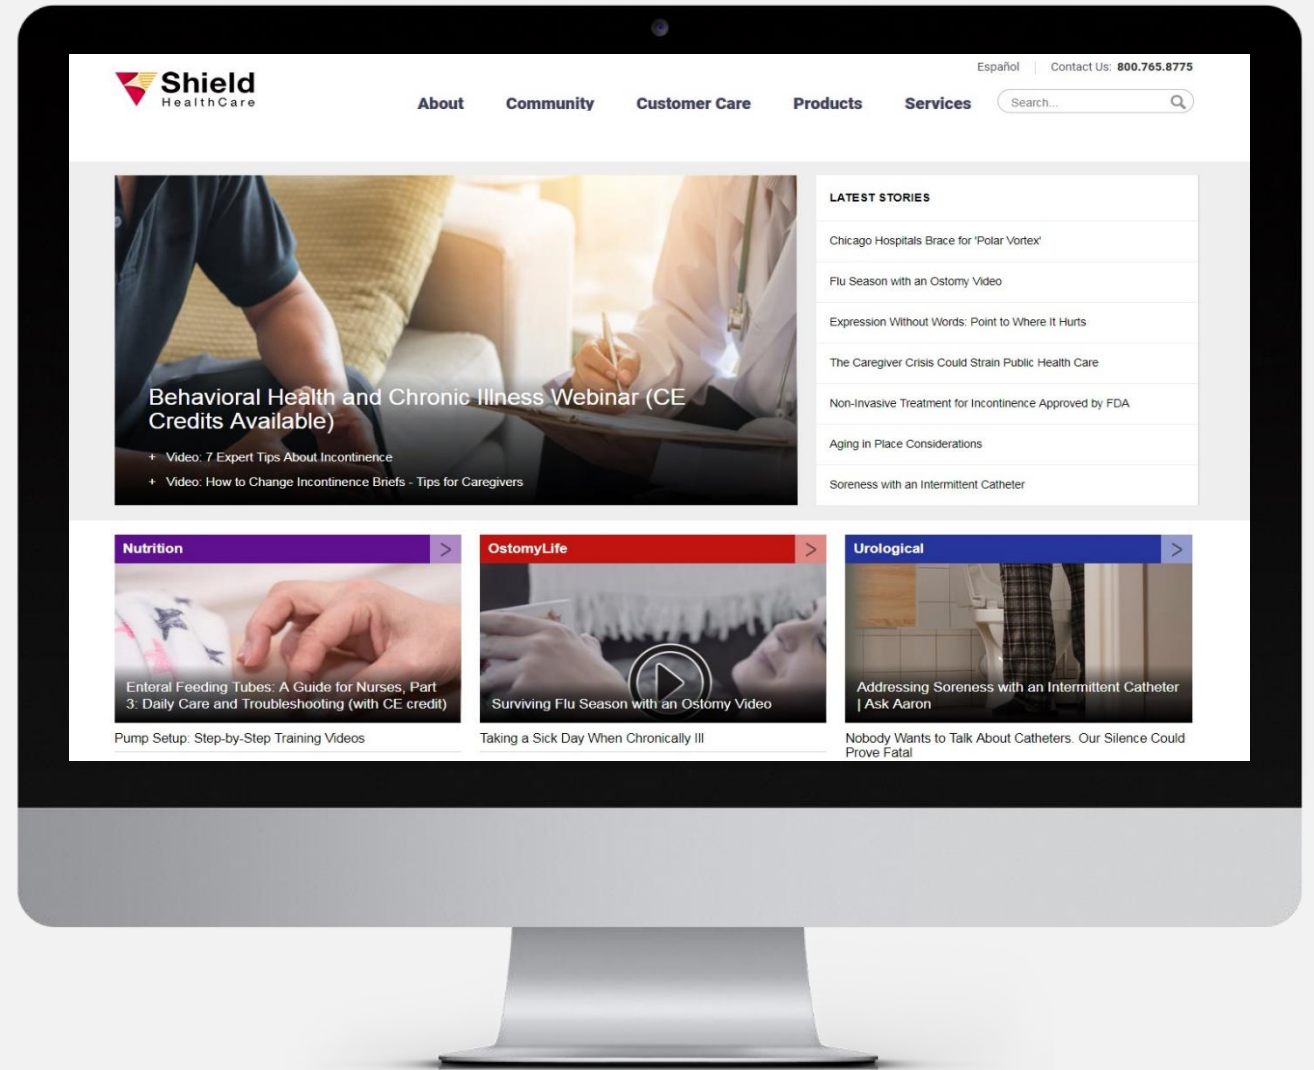 Shield
HealthCare
Español
Contact Us: 800.765.8775
About
Community
Customer Care
Products
Services
Search...
Behavioral Health and Chronic Illness Webinar (CE
Credits Available)
+ Video: 7 Expert Tips About Incontinence
+ Video: How to Change Incontinence Briefs - Tips for Caregivers
LATEST STORIES
Chicago Hospitals Brace for 'Polar Vortex'
Flu Season with an Ostomy Video
Expression Without Words: Point to Where It Hurts
The Caregiver Crisis Could Strain Public Health Care
Non-Invasive Treatment for Incontinence Approved by FDA
Aging in Place Considerations
Soreness with an Intermittent Catheter
Nutrition >
Enteral Feeding Tubes: A Guide for Nurses, Part
3: Daily Care and Troubleshooting (with CE credit)
Pump Setup: Step-by-Step Training Videos
OstomyLife >
Surviving Flu Season with an Ostomy Video
Taking a Sick Day When Chronically Ill
Urological >
Addressing Soreness with an Intermittent Catheter
| Ask Aaron
Nobody Wants to Talk About Catheters. Our Silence Could
Prove Fatal